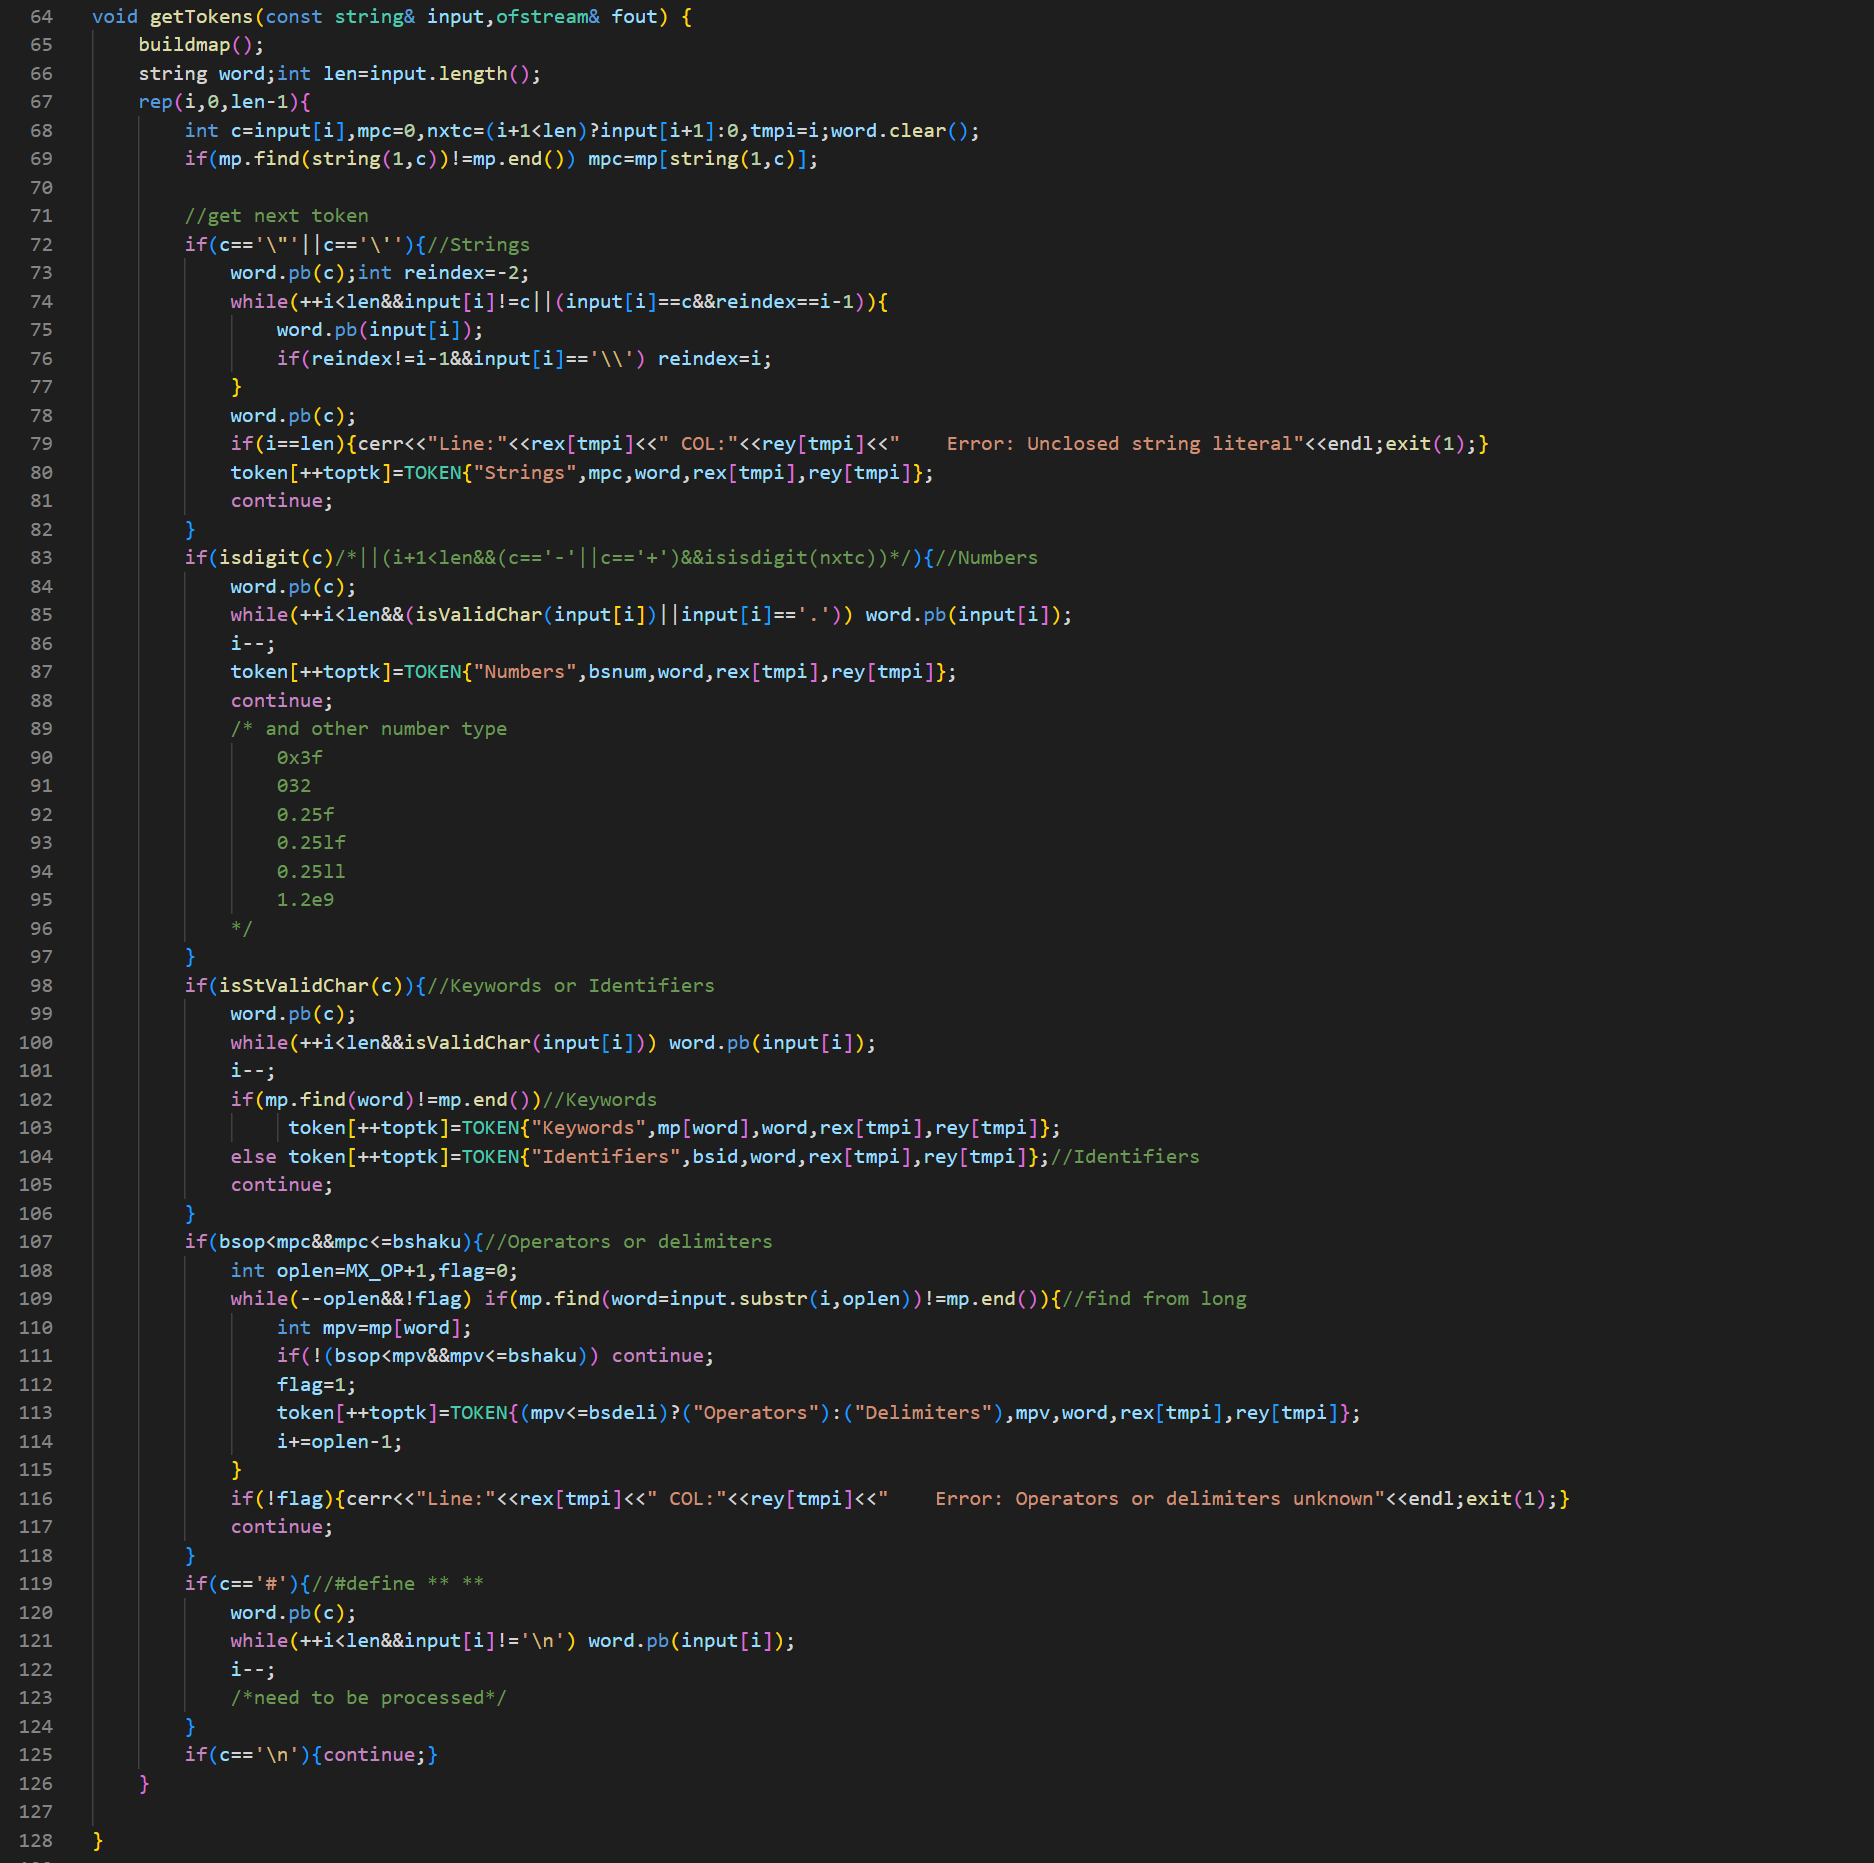 64 void getTokens(const string& input,ofstream& fout) {
65     buildmap();
66     string word;int len=input.length();
67     rep(i,0,len-1){
68         int c=input[i],mpc=0,nxtc=(i+1<len)?input[i+1]:0,tmpi=i;word.clear();
69         if(mp.find(string(1,c))!=mp.end()) mpc=mp[string(1,c)];
70
71         //get next token
72         if(c=='\"'||c=='\''){//Strings
73             word.pb(c);int reindex=-2;
74             while(++i<len&&input[i]!=c||(input[i]==c&&reindex==i-1)){
75                 word.pb(input[i]);
76                 if(reindex!=i-1&&input[i]=='\\') reindex=i;
77             }
78             word.pb(c);
79             if(i==len){cerr<<"Line:"<<rex[tmpi]<<" COL:"<<rey[tmpi]<<"    Error: Unclosed string literal"<<endl;exit(1);}
80             token[++toptk]=TOKEN{"Strings",mpc,word,rex[tmpi],rey[tmpi]};
81             continue;
82         }
83         if(isdigit(c)/*||(i+1<len&&(c=='-'||c=='+')&&isisdigit(nxtc))*/){//Numbers
84             word.pb(c);
85             while(++i<len&&(isValidChar(input[i])||input[i]=='.')) word.pb(input[i]);
86             i--;
87             token[++toptk]=TOKEN{"Numbers",bsnum,word,rex[tmpi],rey[tmpi]};
88             continue;
89             /* and other number type
90                 0x3f
91                 032
92                 0.25f
93                 0.25lf
94                 0.25ll
95                 1.2e9
96             */
97         }
98         if(isStValidChar(c)){//Keywords or Identifiers
99             word.pb(c);
100             while(++i<len&&isValidChar(input[i])) word.pb(input[i]);
101             i--;
102             if(mp.find(word)!=mp.end())//Keywords
103                  token[++toptk]=TOKEN{"Keywords",mp[word],word,rex[tmpi],rey[tmpi]};
104             else token[++toptk]=TOKEN{"Identifiers",bsid,word,rex[tmpi],rey[tmpi]};//Identifiers
105             continue;
106         }
107         if(bsop<mpc&&mpc<=bshaku){//Operators or delimiters
108             int oplen=MX_OP+1,flag=0;
109             while(--oplen&&!flag) if(mp.find(word=input.substr(i,oplen))!=mp.end()){//find from long
110                 int mpv=mp[word];
111                 if(!(bsop<mpv&&mpv<=bshaku)) continue;
112                 flag=1;
113                 token[++toptk]=TOKEN{(mpv<=bsdeli)?("Operators"):("Delimiters"),mpv,word,rex[tmpi],rey[tmpi]};
114                 i+=oplen-1;
115             }
116             if(!flag){cerr<<"Line:"<<rex[tmpi]<<" COL:"<<rey[tmpi]<<"    Error: Operators or delimiters unknown"<<endl;exit(1);}
117             continue;
118         }
119         if(c=='#'){//#define ** **
120             word.pb(c);
121             while(++i<len&&input[i]!='\n') word.pb(input[i]);
122             i--;
123             /*need to be processed*/
124         }
125         if(c=='\n'){continue;}
126     }
127
128 }